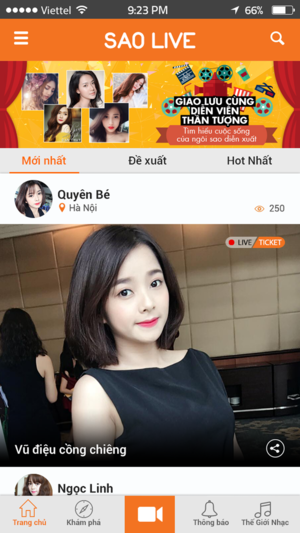 Viettel 9:23 PM 66%
SAO LIVE
GIAO LƯU CÙNG
DIỄN VIÊN
THẦN TƯỢNG
Tìm hiểu cuộc sống
của ngôi sao diễn xuất
Mới nhất Đề xuất Hot Nhất
Quyên Bé
Hà Nội 250
LIVE TICKET
Vũ điệu cồng chiêng
Ngọc Linh
Trang chủ Khám phá Thông báo Thế Giới Nhạc